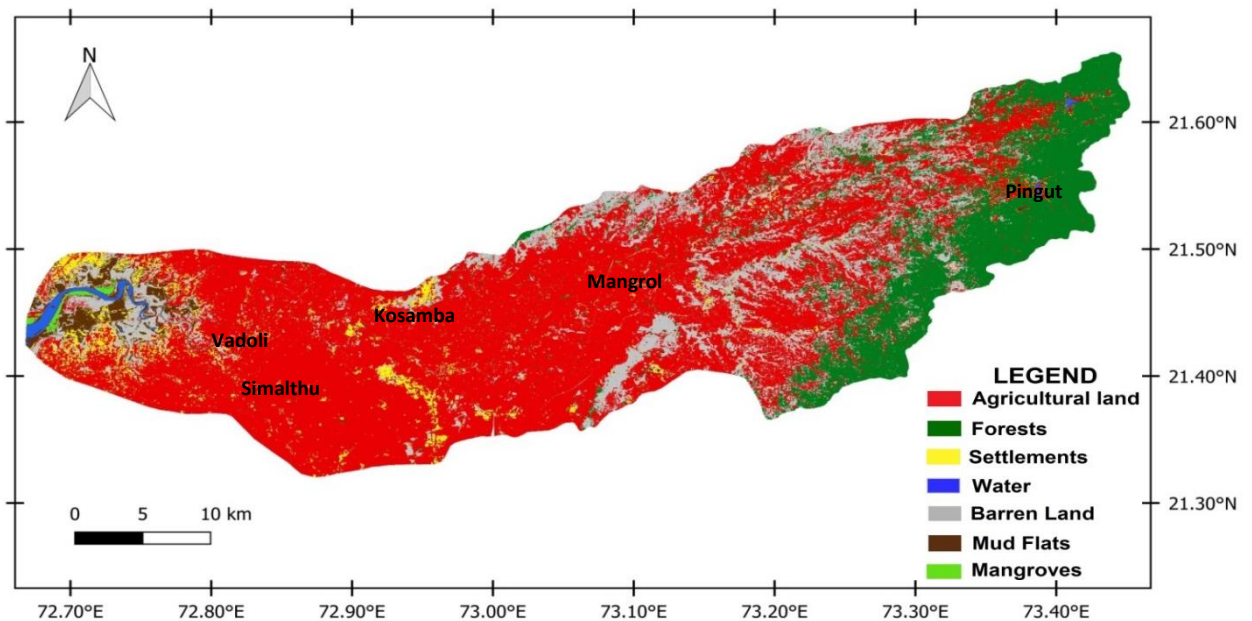 N
21.60°N
21.50°N
21.40°N
21.30°N
Pingut
Mangrol
Kosamba
Vadoli
Simalthu
LEGEND
Agricultural land
Forests
Settlements
Water
Barren Land
Mud Flats
Mangroves
0 5 10 km
72.70°E 72.80°E 72.90°E 73.00°E 73.10°E 73.20°E 73.30°E 73.40°E